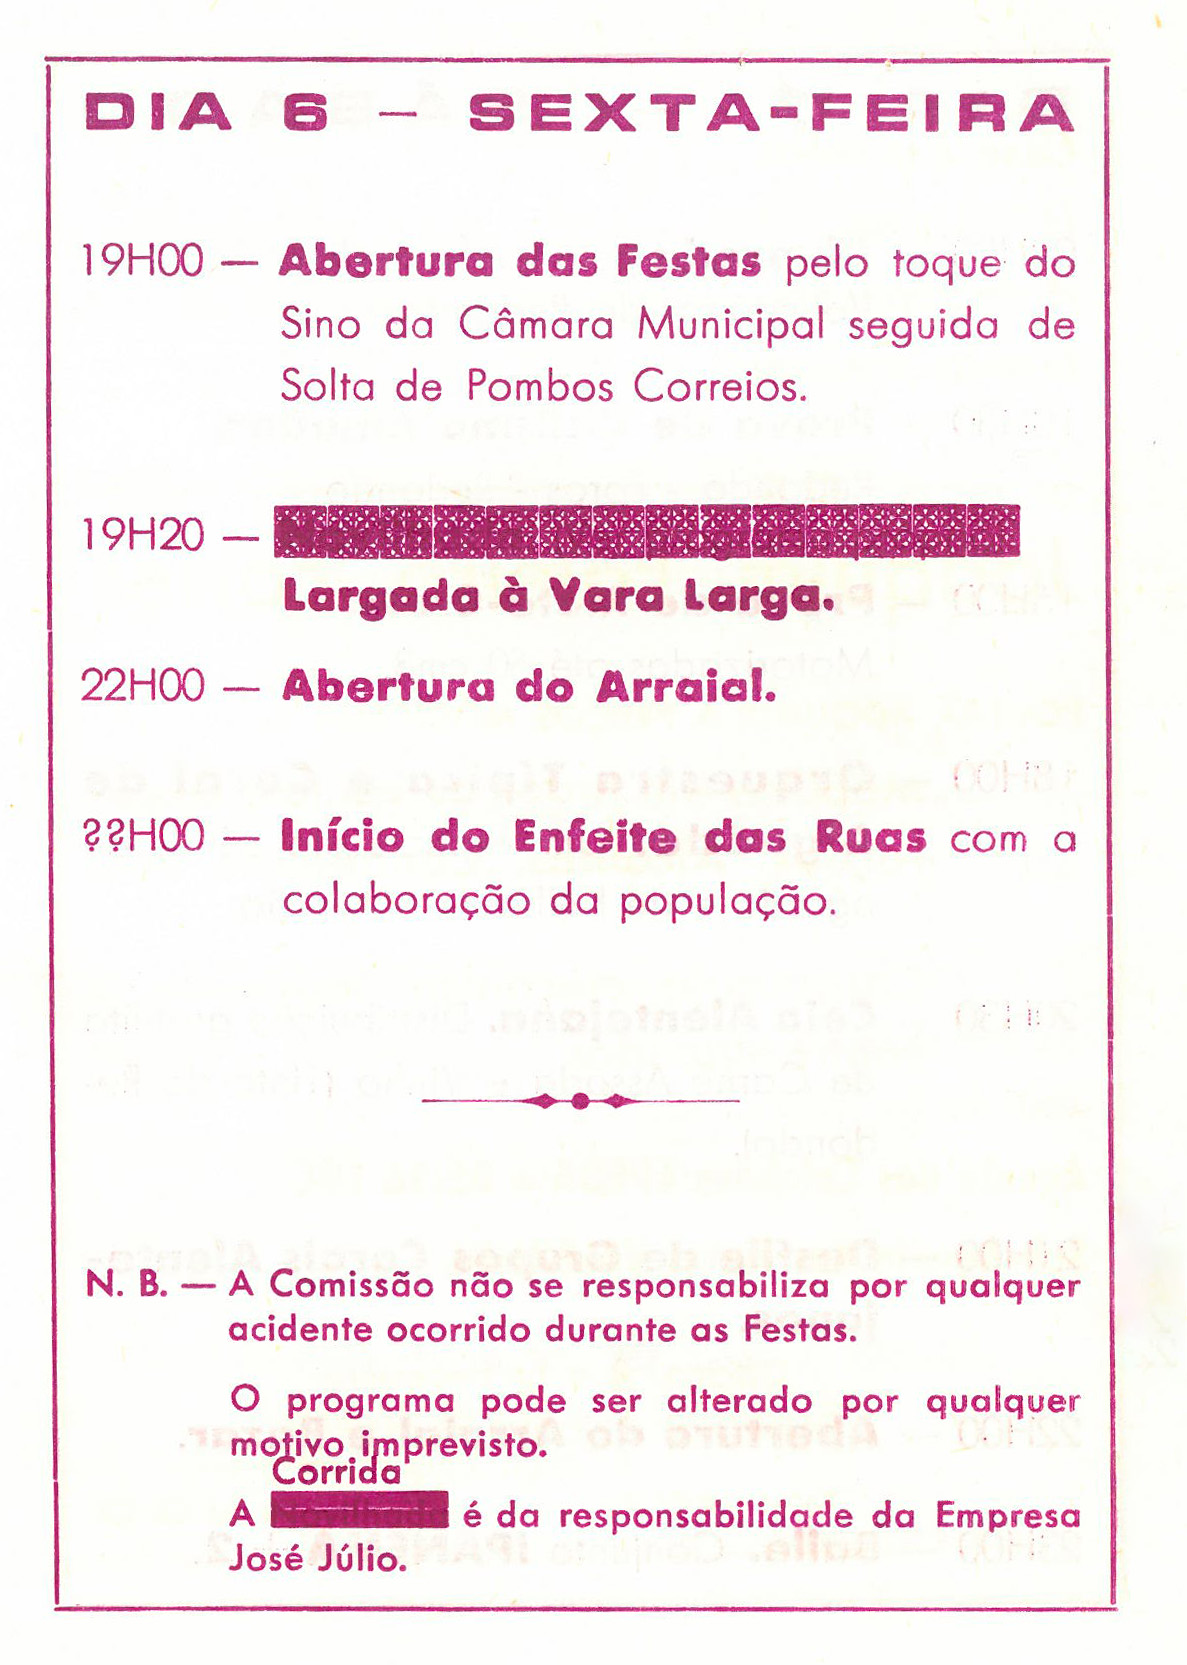 DIA 6 — SEXTA-FEIRA
19H00 — Abertura das Festas pelo toque do
Sino da Câmara Municipal seguida de
Solta de Pombos Correios.
19H20 —
Largada à Vara Larga.
22H00 — Abertura do Arraial.
??H00 — Início do Enfeite das Ruas com a
colaboração da população.
N. B. — A Comissão não se responsabiliza por qualquer
acidente ocorrido durante as Festas.
O programa pode ser alterado por qualquer
motivo imprevisto.
Corrida
A é da responsabilidade da Empresa
José Júlio.